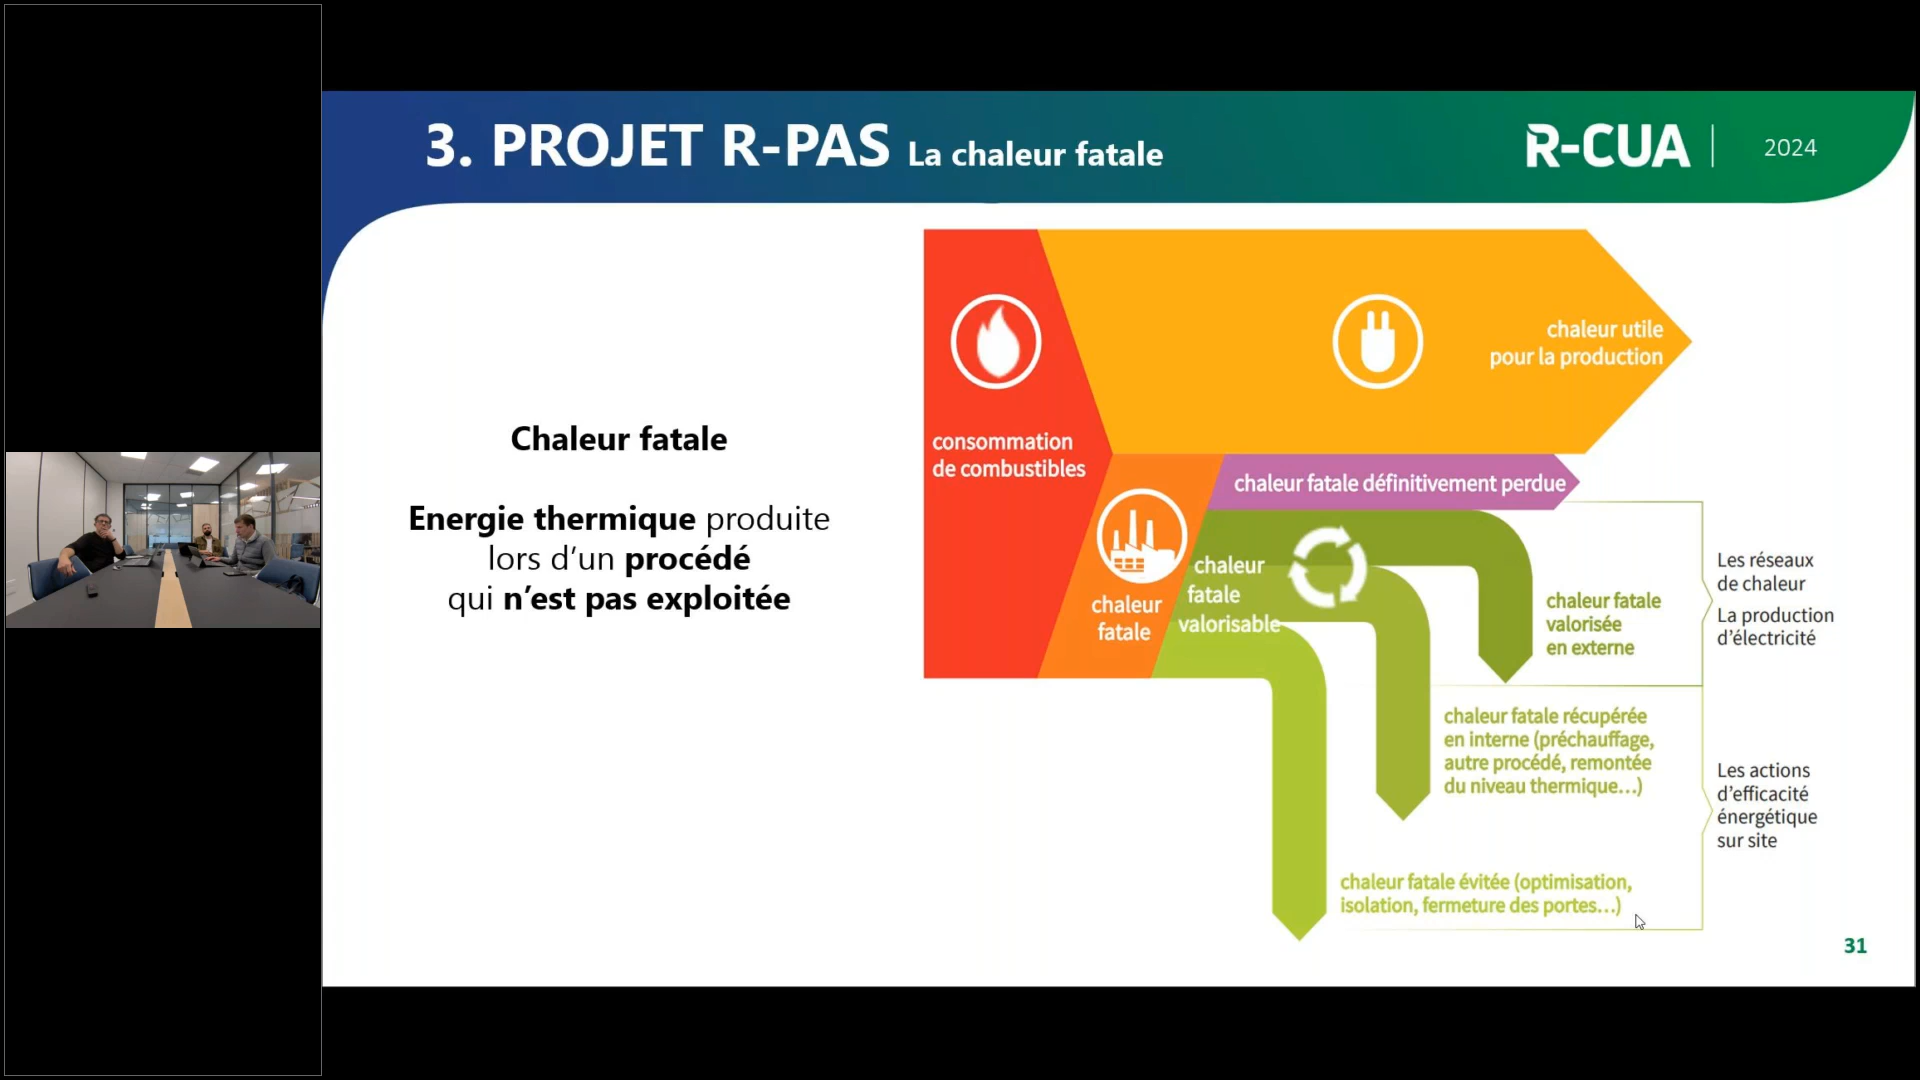 3. PROJET R-PAS La chaleur fatale
R-CUA
2024
Chaleur fatale
Energie thermique produite
lors d’un procédé
qui n’est pas exploitée
consommation
de combustibles
chaleur utile
pour la production
chaleur fatale définitivement perdue
chaleur
fatale
chaleur
fatale
valorisable
chaleur fatale
valorisée
en externe
Les réseaux
de chaleur
La production
d’électricité
chaleur fatale récupérée
en interne (préchauffage,
autre procédé, remontée
du niveau thermique...)
Les actions
d’efficacité
énergétique
sur site
chaleur fatale évitée (optimisation,
isolation, fermeture des portes...)
31